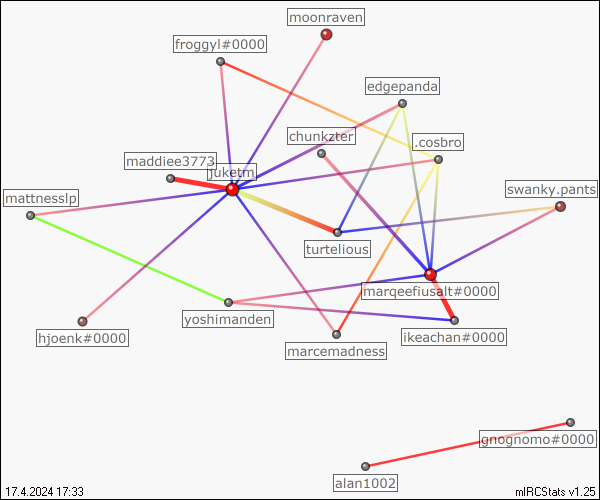 moonraven
froggyl#0000
edgepanda
chunkzter
.cosbro
maddiee3773
juketm
swanky.pants
mattnesslp
turtelious
marqeefiusalt#0000
yoshimanden
hjoenk#0000
ikeachan#0000
marcemadness
gnognomo#0000
alan1002
17.4.2024 17:33
mIRCStats v1.25